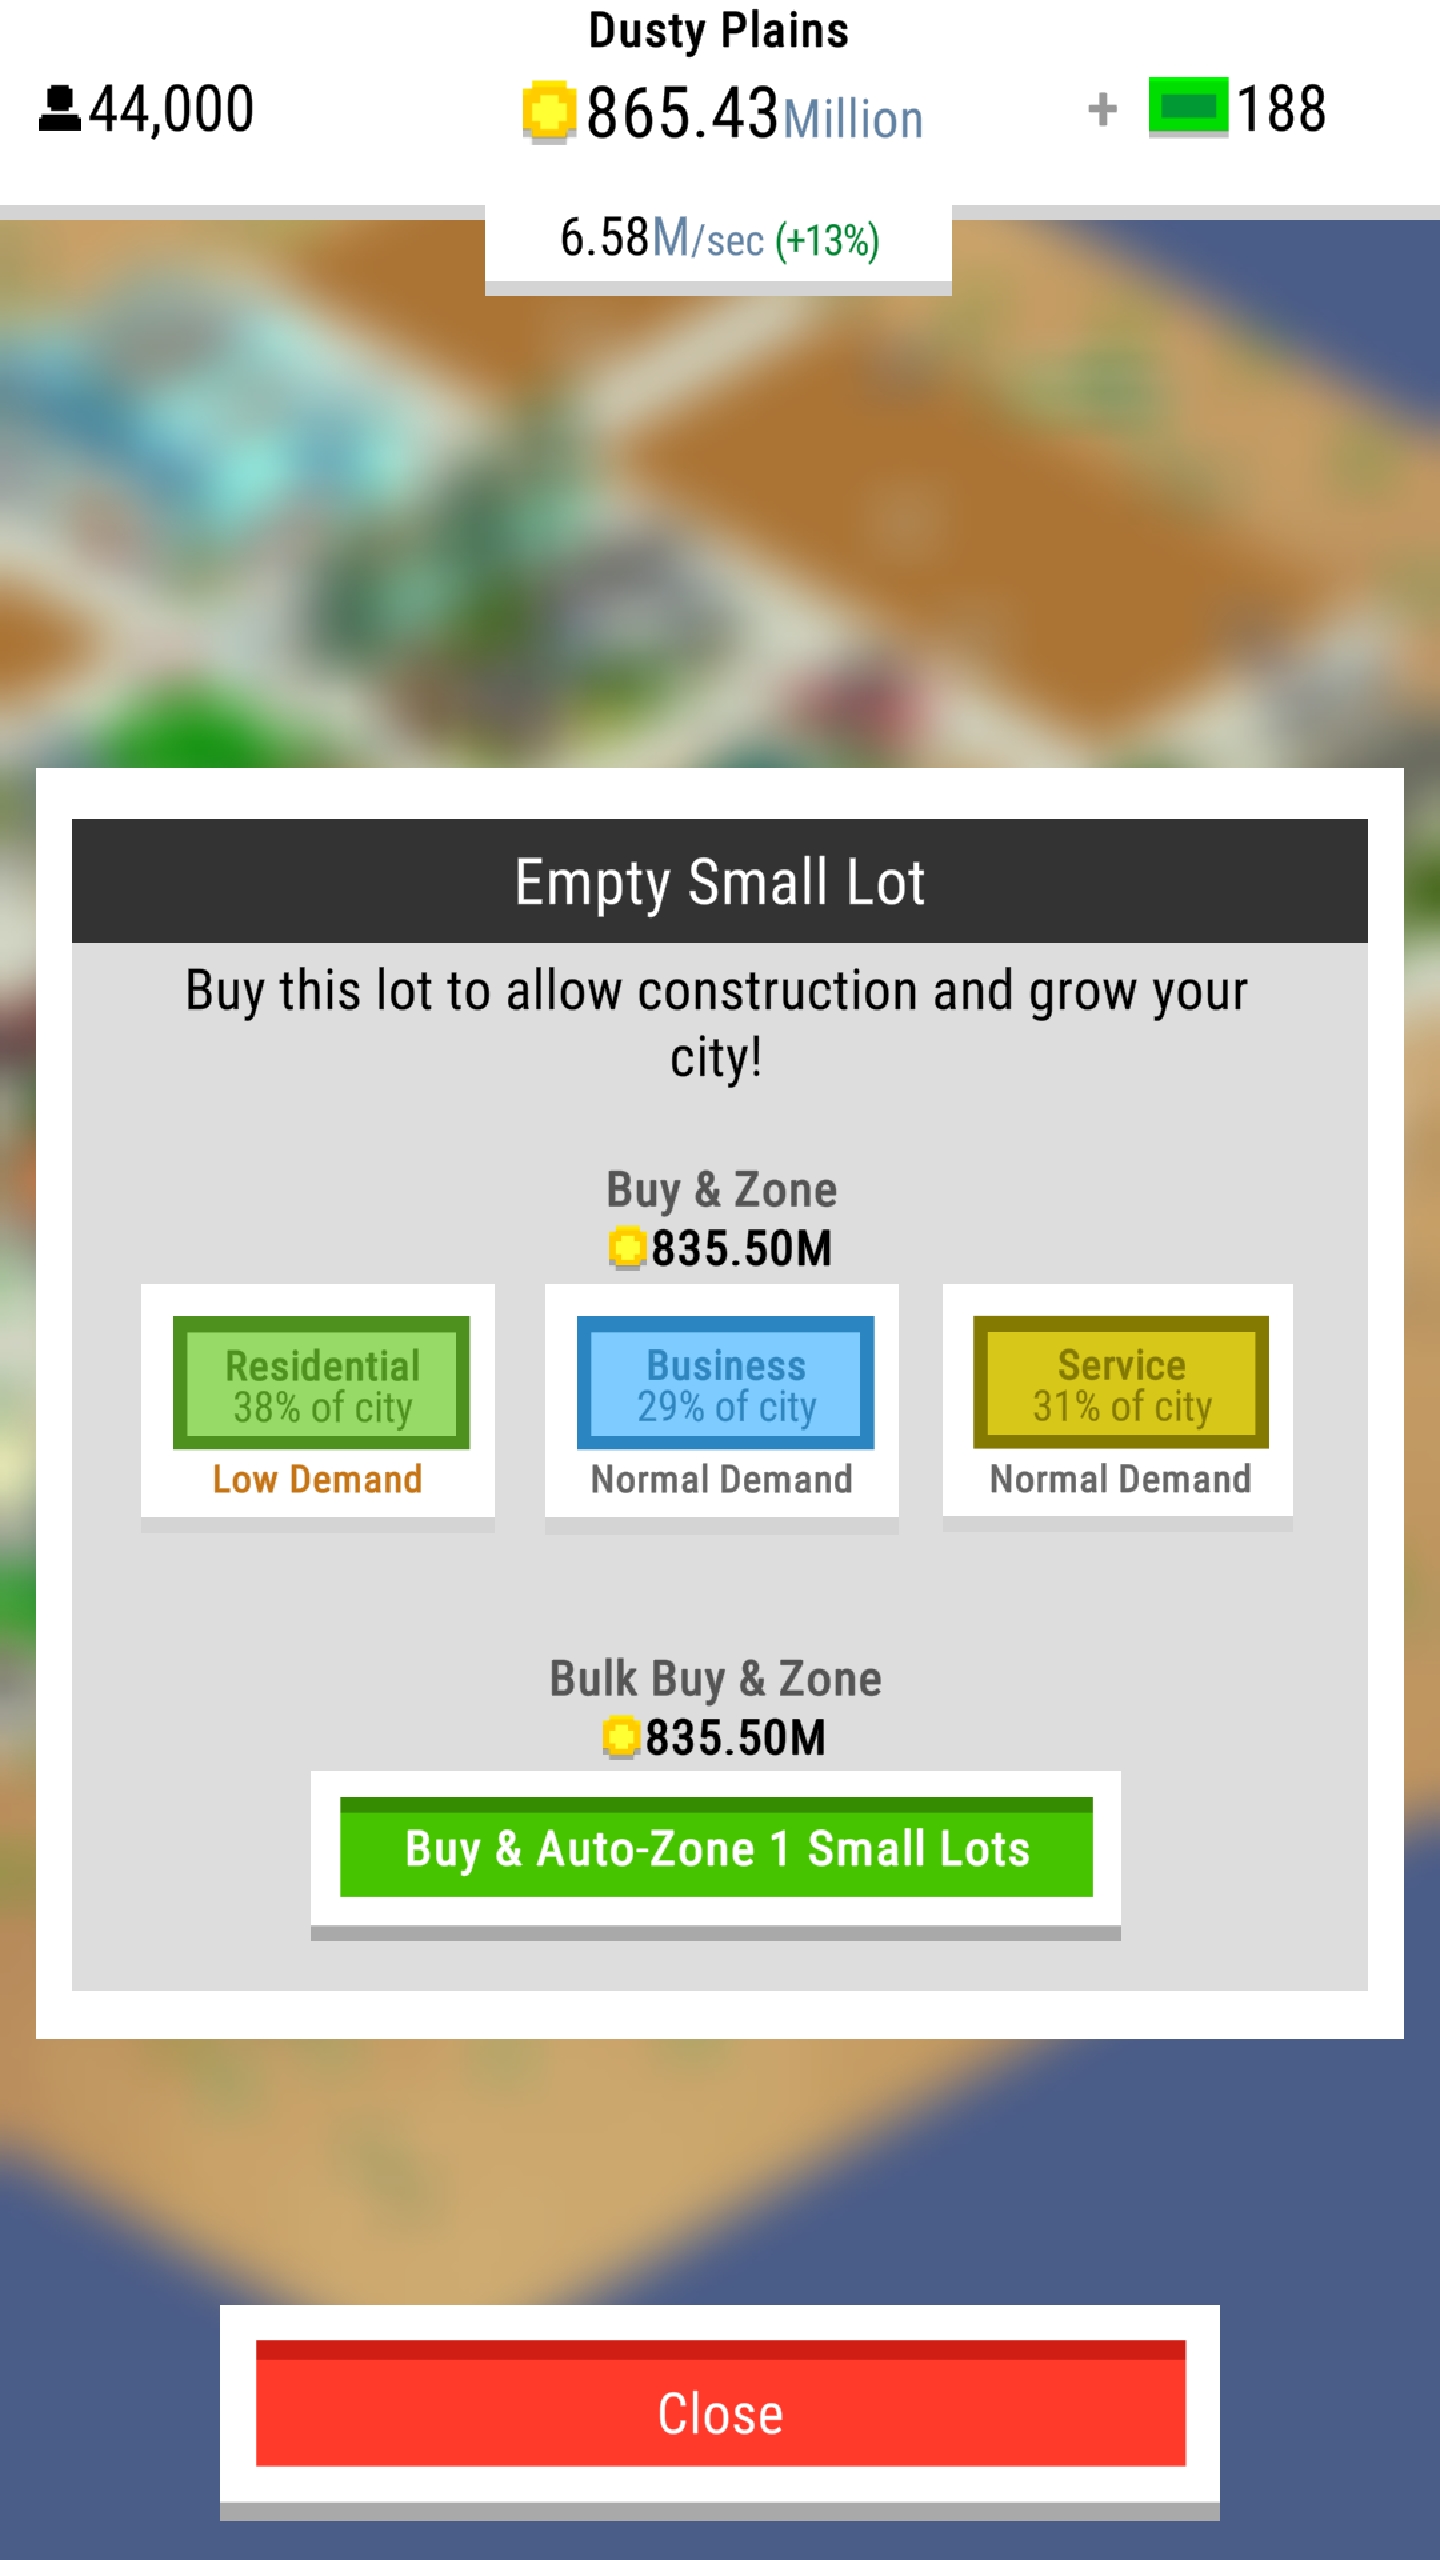 Dusty Plains
44,000
865.43Million
+ 188
6.58M/sec (+13%)
Empty Small Lot
Buy this lot to allow construction and grow your
city!
Buy & Zone
835.50M
Residential
38% of city
Low Demand
Business
29% of city
Normal Demand
Service
31% of city
Normal Demand
Bulk Buy & Zone
835.50M
Buy & Auto-Zone 1 Small Lots
Close